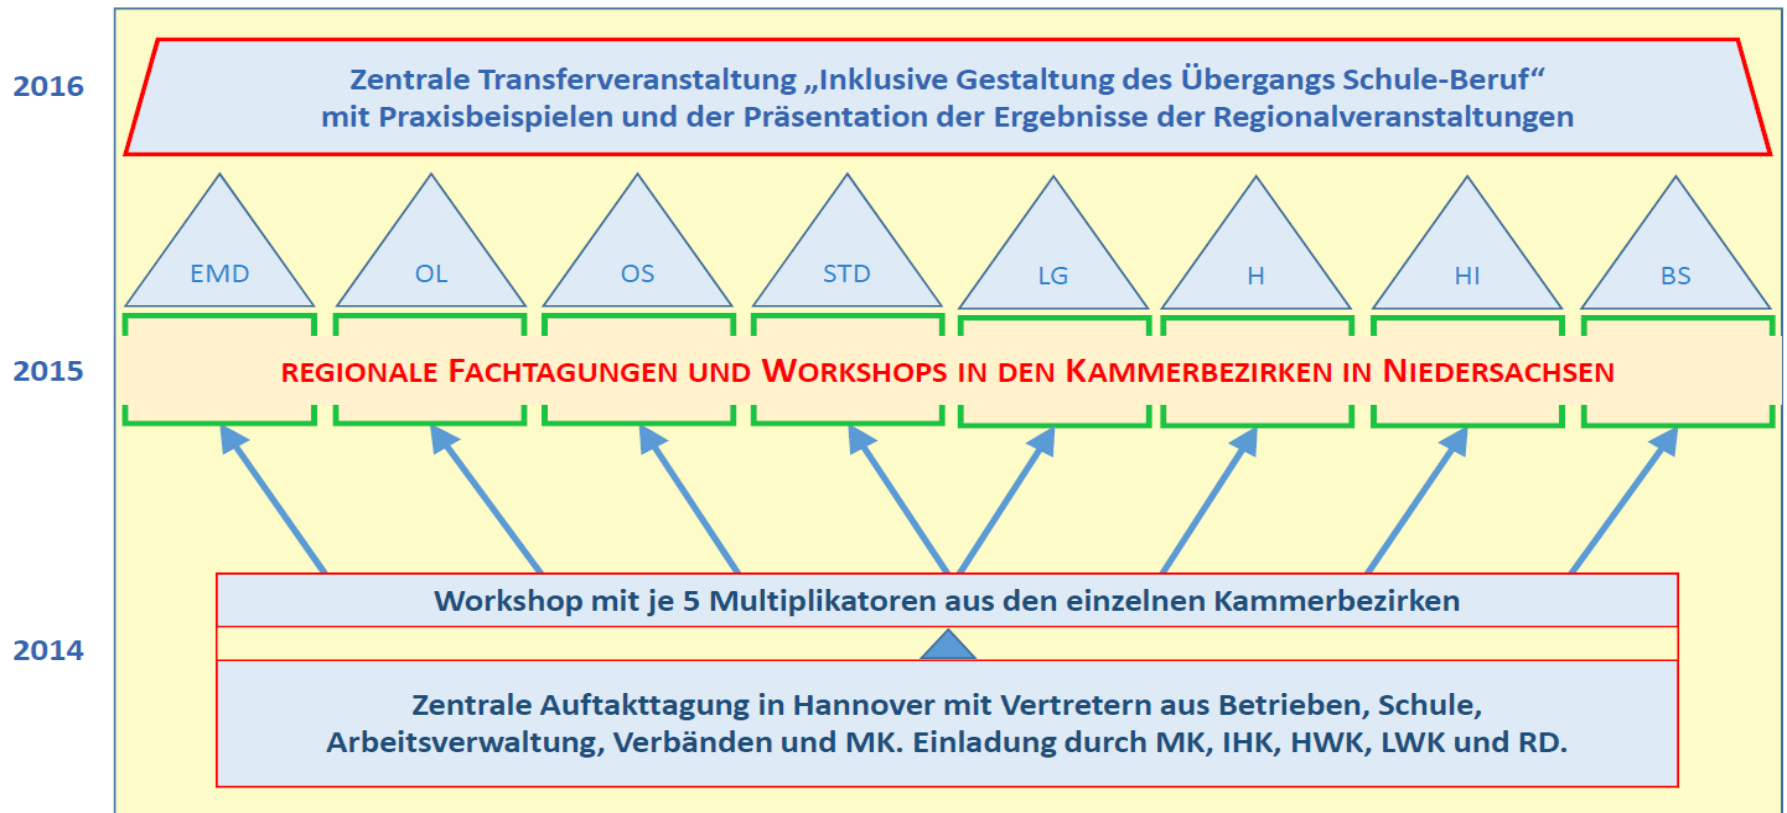 2016
Zentrale Transferveranstaltung „Inklusive Gestaltung des Übergangs Schule-Beruf“
mit Praxisbeispielen und der Präsentation der Ergebnisse der Regionalveranstaltungen
EMD
OL
OS
STD
LG
H
HI
BS
2015
REGIONALE FACHTAGUNGEN UND WORKSHOPS IN DEN KAMMERBEZIRKEN IN NIEDERSACHSEN
Workshop mit je 5 Multiplikatoren aus den einzelnen Kammerbezirken
2014
Zentrale Auftakttagung in Hannover mit Vertretern aus Betrieben, Schule,
Arbeitsverwaltung, Verbänden und MK. Einladung durch MK, IHK, HWK, LWK und RD.